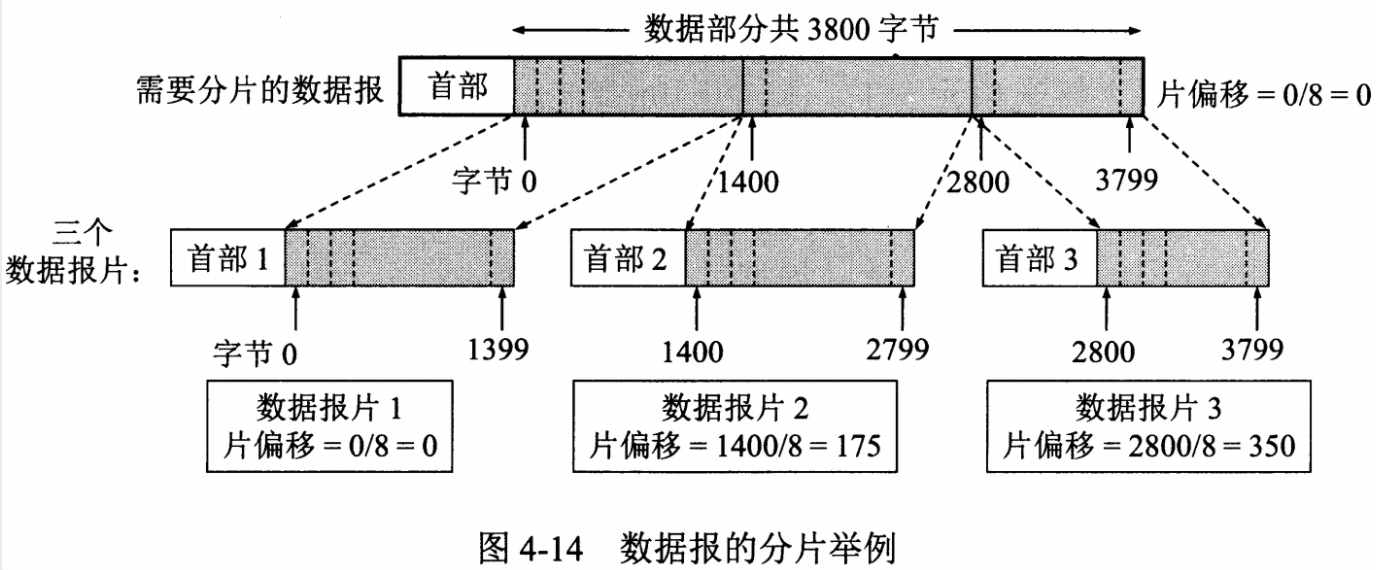 数据部分共 3800 字节
需要分片的数据报
首部
片偏移 = 0/8 = 0
字节 0
1400
2800
3799
三个
数据报片：
首部 1
首部 2
首部 3
字节 0
1399
1400
2799
2800
3799
数据报片 1
片偏移 = 0/8 = 0
数据报片 2
片偏移 = 1400/8 = 175
数据报片 3
片偏移 = 2800/8 = 350
图 4-14 数据报的分片举例